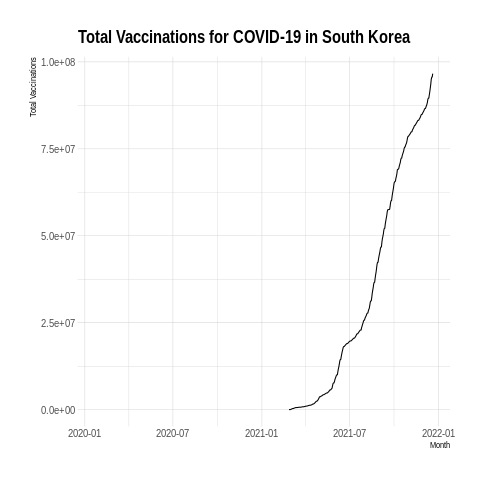 Total Vaccinations for COVID-19 in South Korea
Total Vaccinations
1.0e+08
7.5e+07
5.0e+07
2.5e+07
0.0e+00
2020-01 2020-07 2021-01 2021-07 2022-01
Month